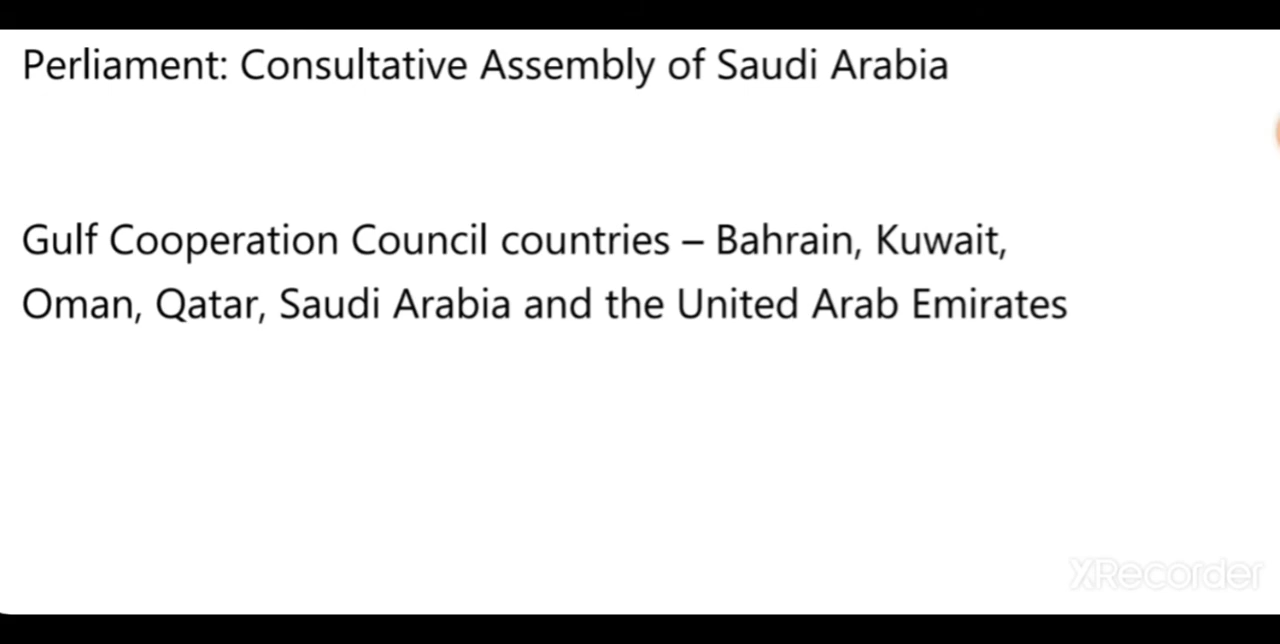 Perliament: Consultative Assembly of Saudi Arabia
Gulf Cooperation Council countries – Bahrain, Kuwait,
Oman, Qatar, Saudi Arabia and the United Arab Emirates
XRecorder